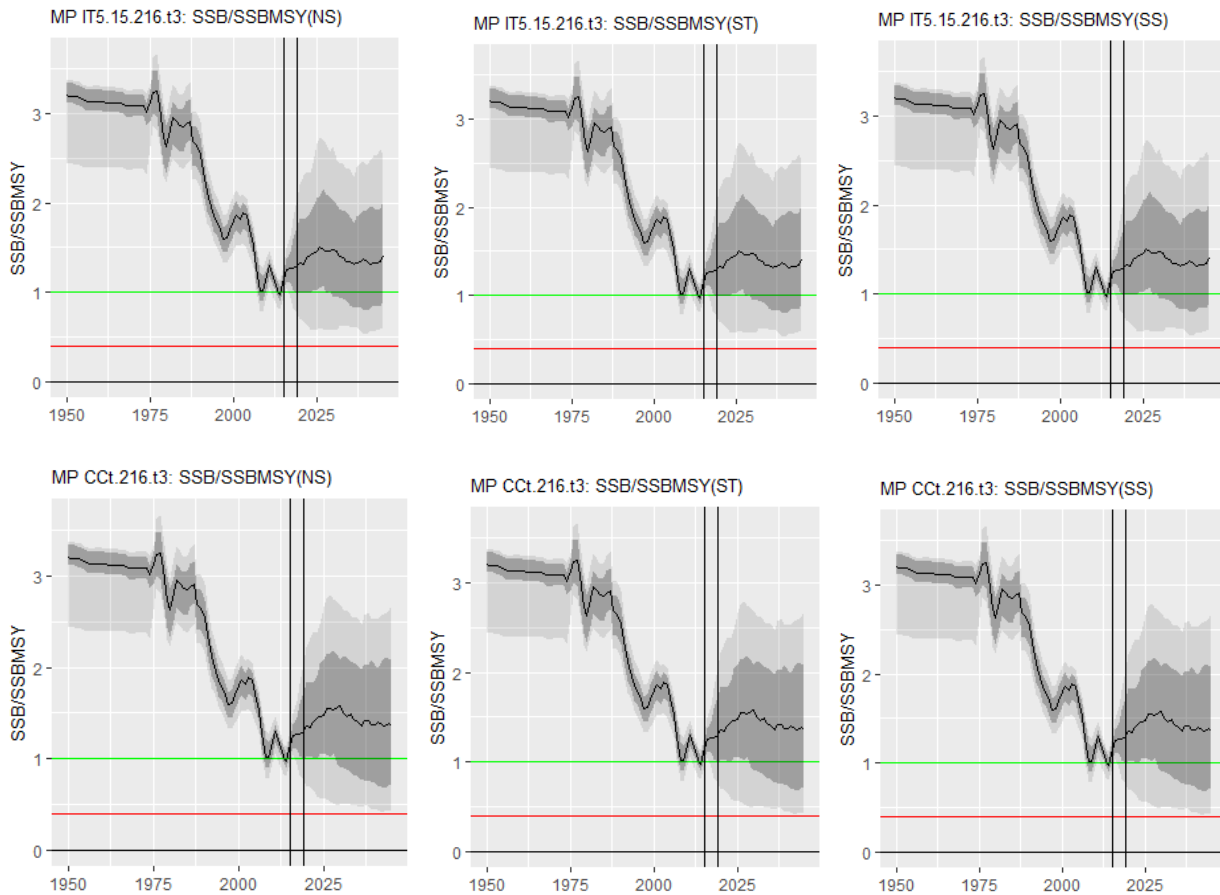 MP IT5.15.216.t3: SSB/SSBMSY(NS)
SSB/SSBMSY
3
2
1
0
1950 1975 2000 2025
MP IT5.15.216.t3: SSB/SSBMSY(ST)
SSB/SSBMSY
3
2
1
0
1950 1975 2000 2025
MP IT5.15.216.t3: SSB/SSBMSY(SS)
SSB/SSBMSY
3
2
1
0
1950 1975 2000 2025
MP CCt.216.t3: SSB/SSBMSY(NS)
SSB/SSBMSY
3
2
1
0
1950 1975 2000 2025
MP CCt.216.t3: SSB/SSBMSY(ST)
SSB/SSBMSY
3
2
1
0
1950 1975 2000 2025
MP CCt.216.t3: SSB/SSBMSY(SS)
SSB/SSBMSY
3
2
1
0
1950 1975 2000 2025